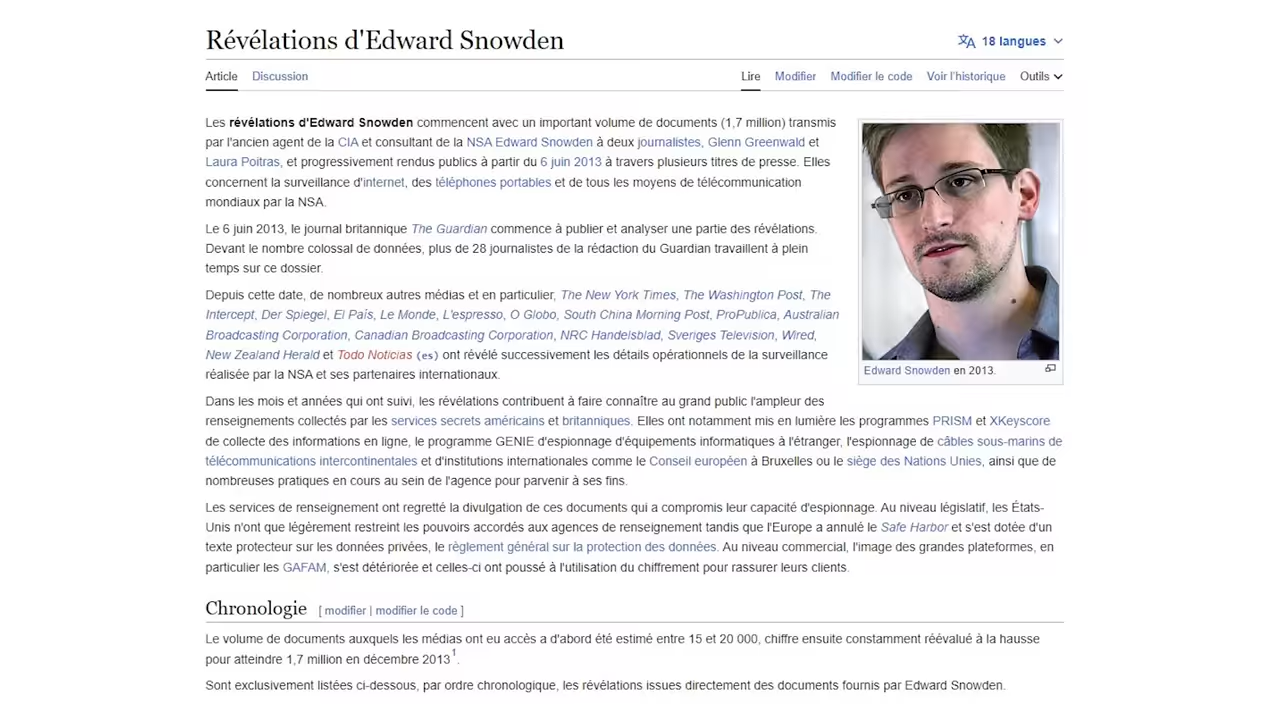 Révélations d'Edward Snowden
18 langues
Article Discussion Lire Modifier Modifier le code Voir l'historique Outils
Les révélations d'Edward Snowden commencent avec un important volume de documents (1,7 million) transmis
par l'ancien agent de la CIA et consultant de la NSA Edward Snowden à deux journalistes, Glenn Greenwald et
Laura Poitras, et progressivement rendus publics à partir du 6 juin 2013 à travers plusieurs titres de presse. Elles
concernent la surveillance d'internet, des téléphones portables et de tous les moyens de télécommunication
mondiaux par la NSA.
Le 6 juin 2013, le journal britannique The Guardian commence à publier et analyser une partie des révélations.
Devant le nombre colossal de données, plus de 28 journalistes de la rédaction du Guardian travaillent à plein
temps sur ce dossier.
Depuis cette date, de nombreux autres médias et en particulier, The New York Times, The Washington Post, The
Intercept, Der Spiegel, El País, Le Monde, L'espresso, O Globo, South China Morning Post, ProPublica, Australian
Broadcasting Corporation, Canadian Broadcasting Corporation, NRC Handelsblad, Sveriges Television, Wired,
New Zealand Herald et Todo Noticias (es) ont révélé successivement les détails opérationnels de la surveillance
réalisée par la NSA et ses partenaires internationaux.
Edward Snowden en 2013.
Dans les mois et années qui ont suivi, les révélations contribuent à faire connaître au grand public l'ampleur des
renseignements collectés par les services secrets américains et britanniques. Elles ont notamment mis en lumière les programmes PRISM et XKeyscore
de collecte des informations en ligne, le programme GENIE d'espionnage d'équipements informatiques à l'étranger, l'espionnage de câbles sous-marins de
télécommunications intercontinentales et d'institutions internationales comme le Conseil européen à Bruxelles ou le siège des Nations Unies, ainsi que de
nombreuses pratiques en cours au sein de l'agence pour parvenir à ses fins.
Les services de renseignement ont regretté la divulgation de ces documents qui a compromis leur capacité d'espionnage. Au niveau législatif, les États-
Unis n'ont que légèrement restreint les pouvoirs accordés aux agences de renseignement tandis que l'Europe a annulé le Safe Harbor et s'est dotée d'un
texte protecteur sur les données privées, le règlement général sur la protection des données. Au niveau commercial, l'image des grandes plateformes, en
particulier les GAFAM, s'est détériorée et celles-ci ont poussé à l'utilisation du chiffrement pour rassurer leurs clients.
Chronologie [ modifier | modifier le code ]
Le volume de documents auxquels les médias ont eu accès a d'abord été estimé entre 15 et 20 000, chiffre ensuite constamment réévalué à la hausse
pour atteindre 1,7 million en décembre 2013 1.
Sont exclusivement listées ci-dessous, par ordre chronologique, les révélations issues directement des documents fournis par Edward Snowden.